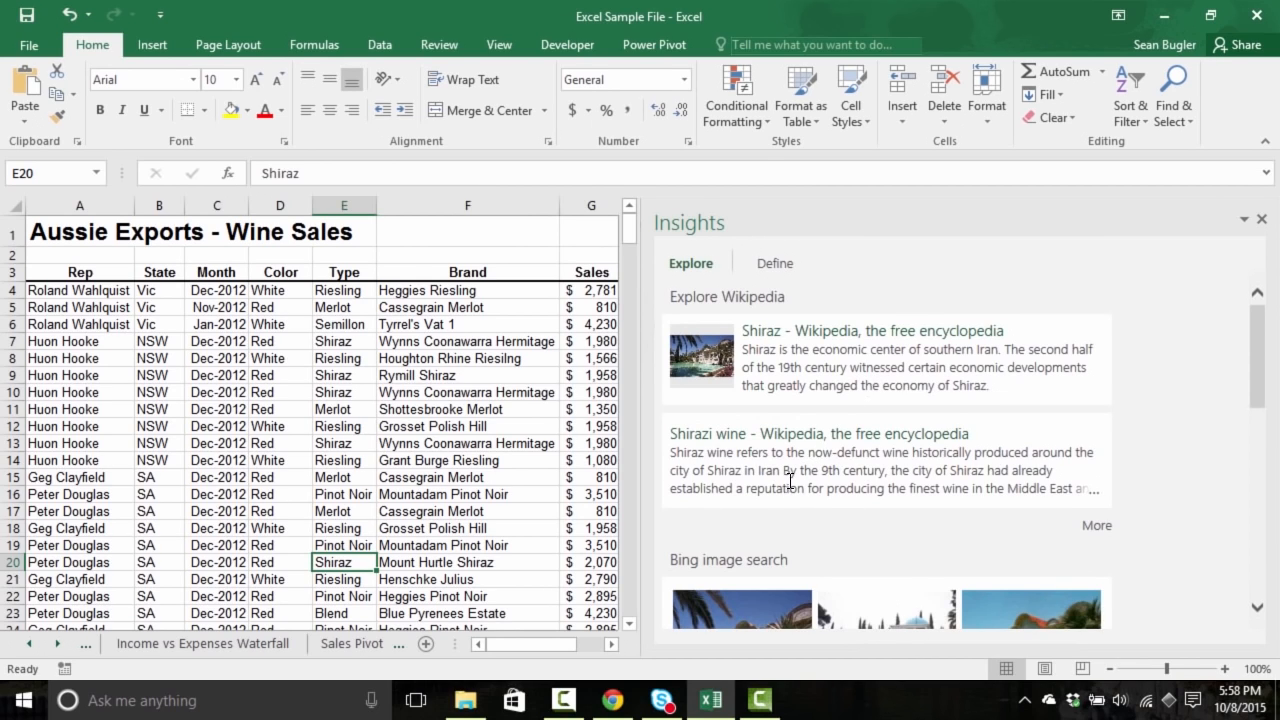 Excel Sample File - Excel
File Home Insert Page Layout Formulas Data Review View Developer Power Pivot Tell me what you want to do... Sean Bugler Share
Paste
Clipboard
Arial 10
B I U
Font
Wrap Text
Merge & Center
Alignment
General
$ % ,
Number
Conditional Formatting
Format as Table
Cell Styles
Styles
Insert Delete Format
Cells
AutoSum
Fill
Clear
Sort & Filter
Find & Select
Editing
E20 fx Shiraz
A B C D E F G
1 Aussie Exports - Wine Sales
2
3 Rep State Month Color Type Brand Sales
4 Roland Wahlquist Vic Dec-2012 White Riesling Heggies Riesling $ 2,781
5 Roland Wahlquist Vic Nov-2012 Red Merlot Cassegrain Merlot $ 810
6 Roland Wahlquist Vic Jan-2012 White Semillon Tyrrel's Vat 1 $ 4,230
7 Huon Hooke NSW Dec-2012 Red Shiraz Wynns Coonawarra Hermitage $ 1,980
8 Huon Hooke NSW Dec-2012 White Riesling Houghton Rhine Riesilng $ 1,566
9 Huon Hooke NSW Dec-2012 Red Shiraz Rymill Shiraz $ 1,958
10 Huon Hooke NSW Dec-2012 Red Shiraz Wynns Coonawarra Hermitage $ 1,980
11 Huon Hooke NSW Dec-2012 Red Merlot Shottesbrooke Merlot $ 1,350
12 Huon Hooke NSW Dec-2012 White Riesling Grosset Polish Hill $ 1,958
13 Huon Hooke NSW Dec-2012 Red Shiraz Wynns Coonawarra Hermitage $ 1,980
14 Huon Hooke NSW Dec-2012 White Riesling Grant Burge Riesling $ 1,080
15 Geg Clayfield SA Dec-2012 Red Merlot Cassegrain Merlot $ 810
16 Peter Douglas SA Dec-2012 Red Pinot Noir Mountadam Pinot Noir $ 3,510
17 Peter Douglas SA Dec-2012 Red Merlot Cassegrain Merlot $ 810
18 Geg Clayfield SA Dec-2012 White Riesling Grosset Polish Hill $ 1,958
19 Peter Douglas SA Dec-2012 Red Pinot Noir Mountadam Pinot Noir $ 3,510
20 Peter Douglas SA Dec-2012 Red Shiraz Mount Hurtle Shiraz $ 2,070
21 Geg Clayfield SA Dec-2012 White Riesling Henschke Julius $ 2,790
22 Peter Douglas SA Dec-2012 Red Pinot Noir Heggies Pinot Noir $ 2,895
23 Peter Douglas SA Dec-2012 Red Blend Blue Pyrenees Estate $ 4,230
24 Geg Clayfield SA Dec-2012 Red Pinot Noir Heggies Pinot Noir $ 2,895
... Income vs Expenses Waterfall Sales Pivot ...
Insights
Explore Define
Explore Wikipedia
Shiraz - Wikipedia, the free encyclopedia
Shiraz is the economic center of southern Iran. The second half
of the 19th century witnessed certain economic developments
that greatly changed the economy of Shiraz.
Shirazi wine - Wikipedia, the free encyclopedia
Shiraz wine refers to the now-defunct wine historically produced around the
city of Shiraz in Iran By the 9th century, the city of Shiraz had already
established a reputation for producing the finest wine in the Middle East ar...
More
Bing image search
Ready 100%
Ask me anything
5:58 PM
10/8/2015